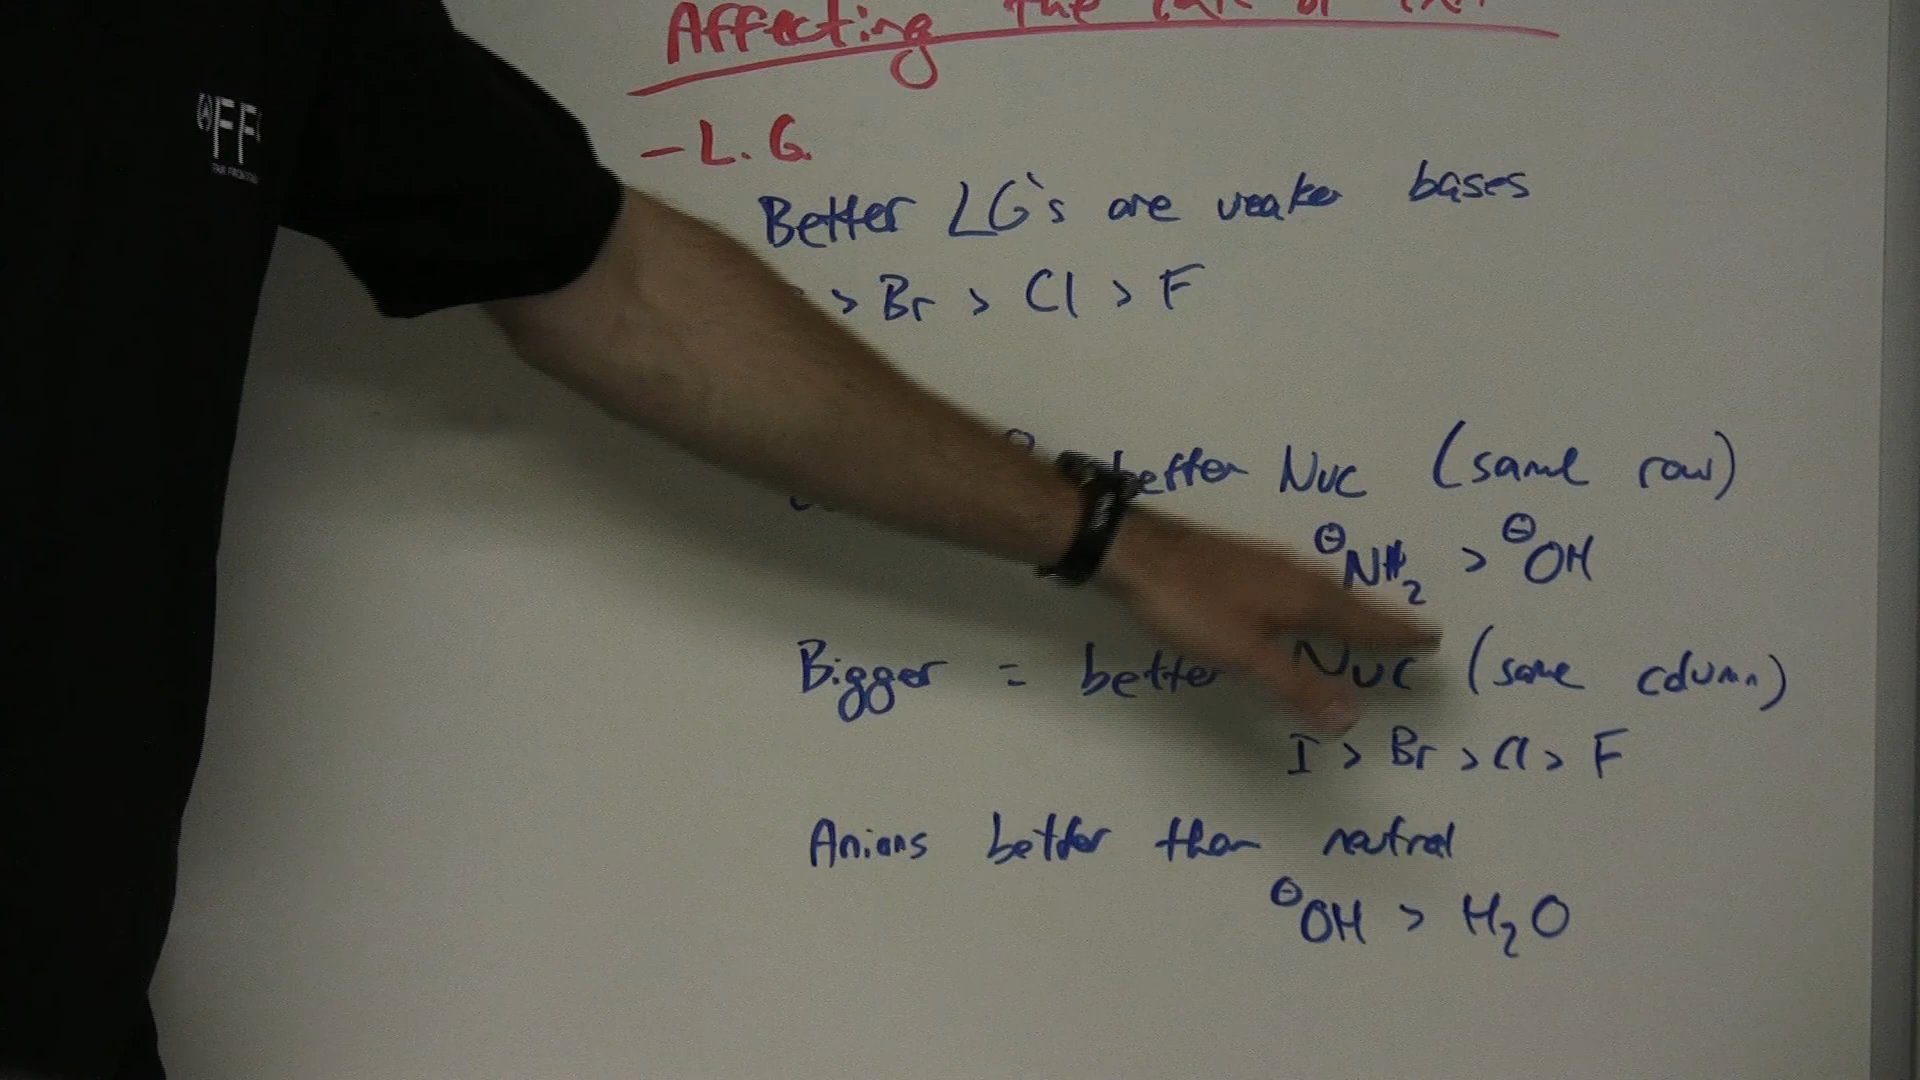 Affecting the
- L. G.
Better LG's are weaker bases
> Br > Cl > F
better Nuc (same row)
⊖NH2 > ⊖OH
Bigger = better Nuc (same column)
I > Br > Cl > F
Anions better than neutral
⊖OH > H2O